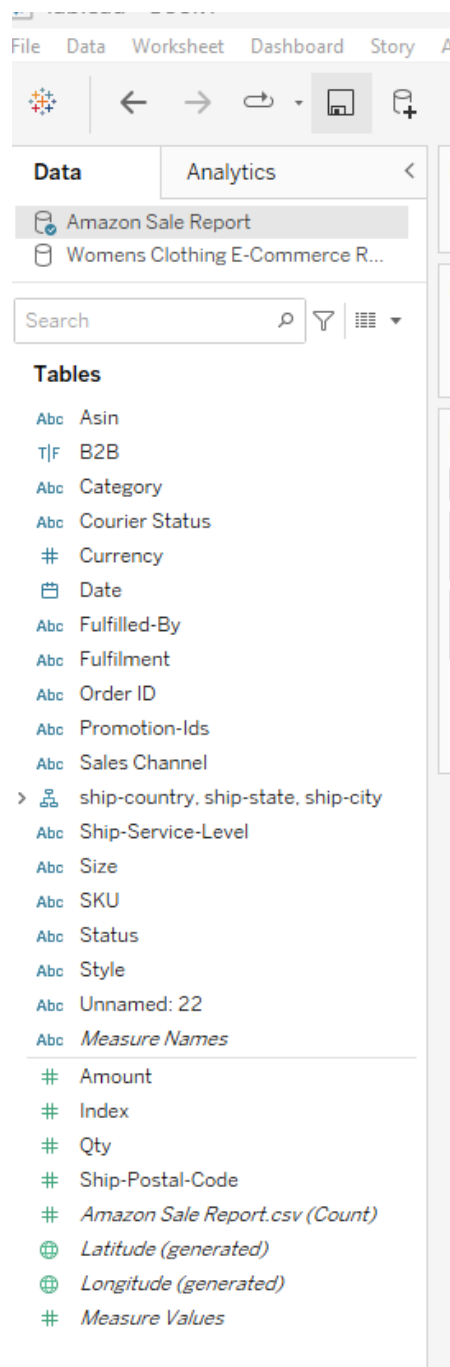 File Data Worksheet Dashboard Story
Data Analytics
Amazon Sale Report
Womens Clothing E-Commerce R...
Search
Tables
Abc Asin
T|F B2B
Abc Category
Abc Courier Status
# Currency
Date
Abc Fulfilled-By
Abc Fulfilment
Abc Order ID
Abc Promotion-Ids
Abc Sales Channel
ship-country, ship-state, ship-city
Abc Ship-Service-Level
Abc Size
Abc SKU
Abc Status
Abc Style
Abc Unnamed: 22
Abc Measure Names
# Amount
# Index
# Qty
# Ship-Postal-Code
# Amazon Sale Report.csv (Count)
Latitude (generated)
Longitude (generated)
# Measure Values